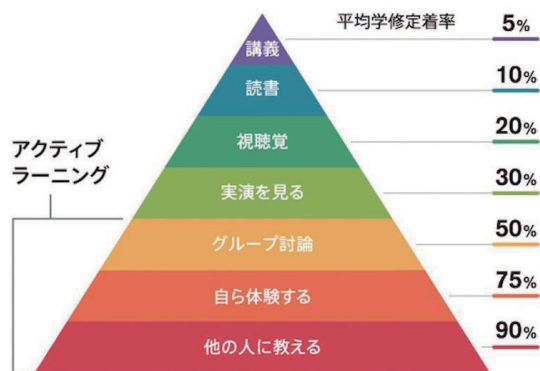 平均学修定着率
講義 5%
読書 10%
視聴覚 20%
実演を見る 30%
アクティブ
ラーニング
グループ討論 50%
自ら体験する 75%
他の人に教える 90%